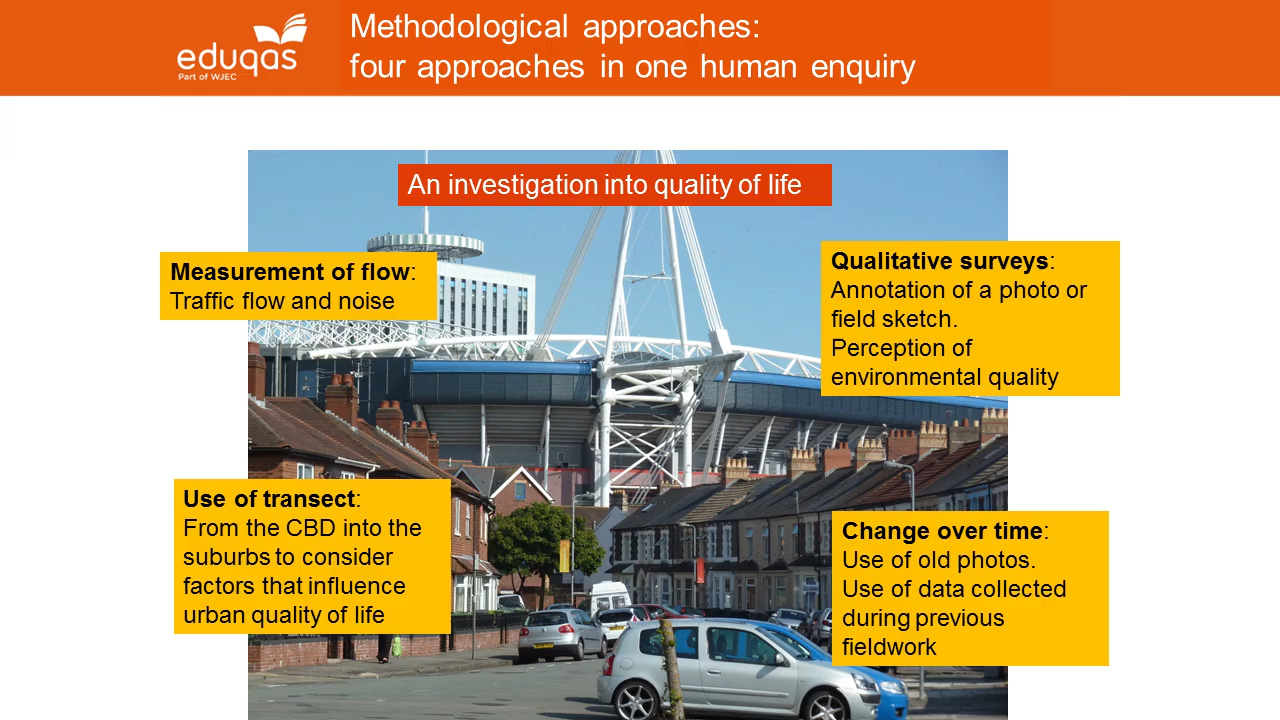 eduqas
Part of WJEC
Methodological approaches:
four approaches in one human enquiry
An investigation into quality of life
Measurement of flow:
Traffic flow and noise
Qualitative surveys:
Annotation of a photo or
field sketch.
Perception of
environmental quality
Use of transect:
From the CBD into the
suburbs to consider
factors that influence
urban quality of life
Change over time:
Use of old photos.
Use of data collected
during previous
fieldwork